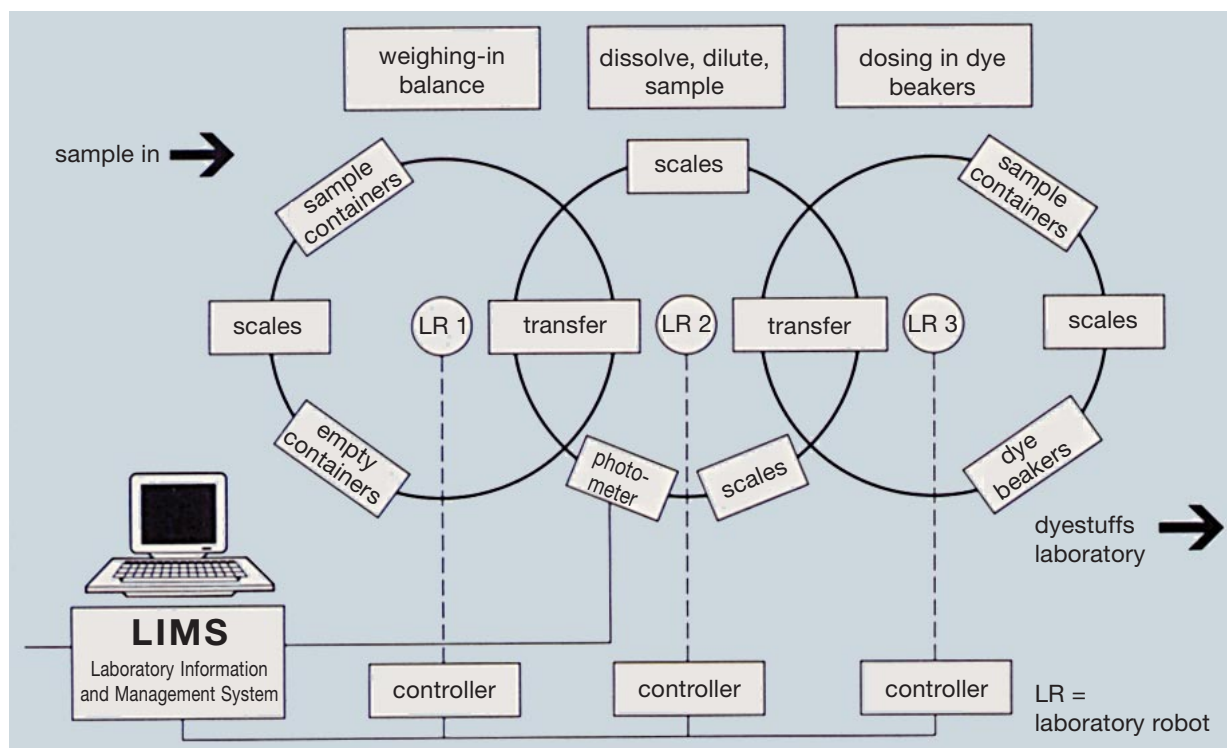 weighing-in
balance
dissolve, dilute,
sample
dosing in dye
beakers
sample in
sample
containers
scales
sample
containers
scales
LR 1
transfer
LR 2
transfer
LR 3
scales
empty
containers
photo-
meter
scales
dye
beakers
dyestuffs
laboratory
LIMS
Laboratory Information
and Management System
controller
controller
controller
LR =
laboratory robot